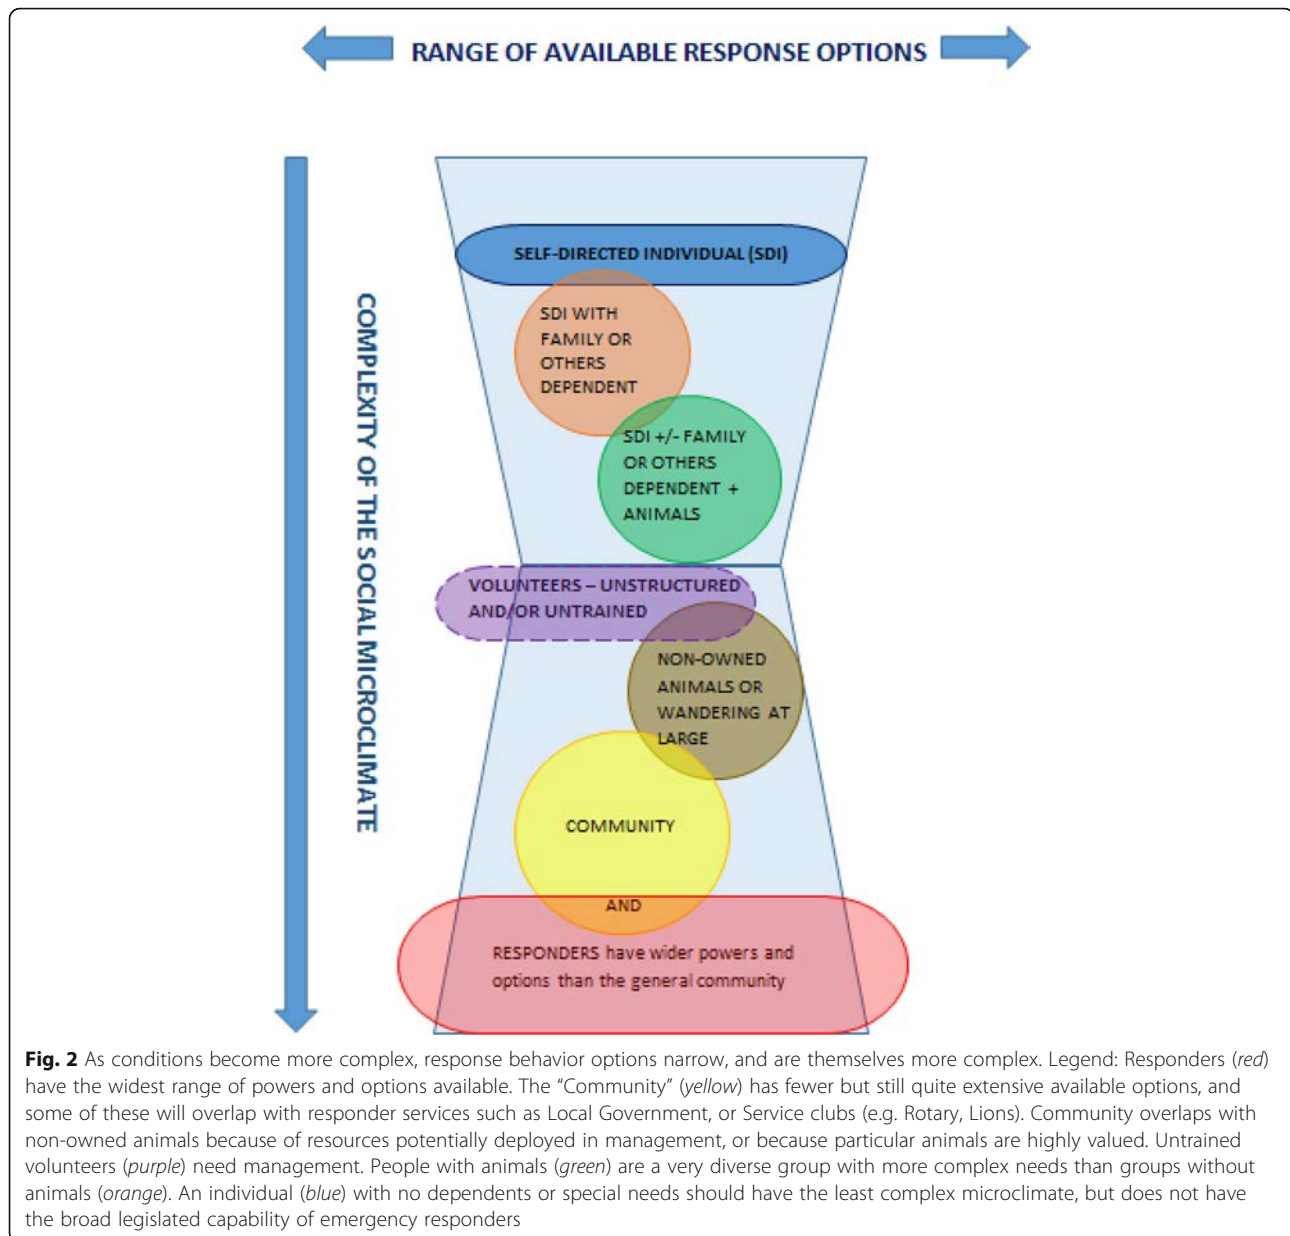 RANGE OF AVAILABLE RESPONSE OPTIONS
COMPLEXITY OF THE SOCIAL MICROCLIMATE
SELF-DIRECTED INDIVIDUAL (SDI)
SDI WITH
FAMILY OR
OTHERS
DEPENDENT
SDI +/- FAMILY
OR OTHERS
DEPENDENT +
ANIMALS
VOLUNTEERS – UNSTRUCTURED
AND/OR UNTRAINED
NON-OWNED
ANIMALS OR
WANDERING AT
LARGE
COMMUNITY
AND
RESPONDERS have wider powers and
options than the general community
Fig. 2 As conditions become more complex, response behavior options narrow, and are themselves more complex. Legend: Responders (red)
have the widest range of powers and options available. The “Community” (yellow) has fewer but still quite extensive available options, and
some of these will overlap with responder services such as Local Government, or Service clubs (e.g. Rotary, Lions). Community overlaps with
non-owned animals because of resources potentially deployed in management, or because particular animals are highly valued. Untrained
volunteers (purple) need management. People with animals (green) are a very diverse group with more complex needs than groups without
animals (orange). An individual (blue) with no dependents or special needs should have the least complex microclimate, but does not have
the broad legislated capability of emergency responders